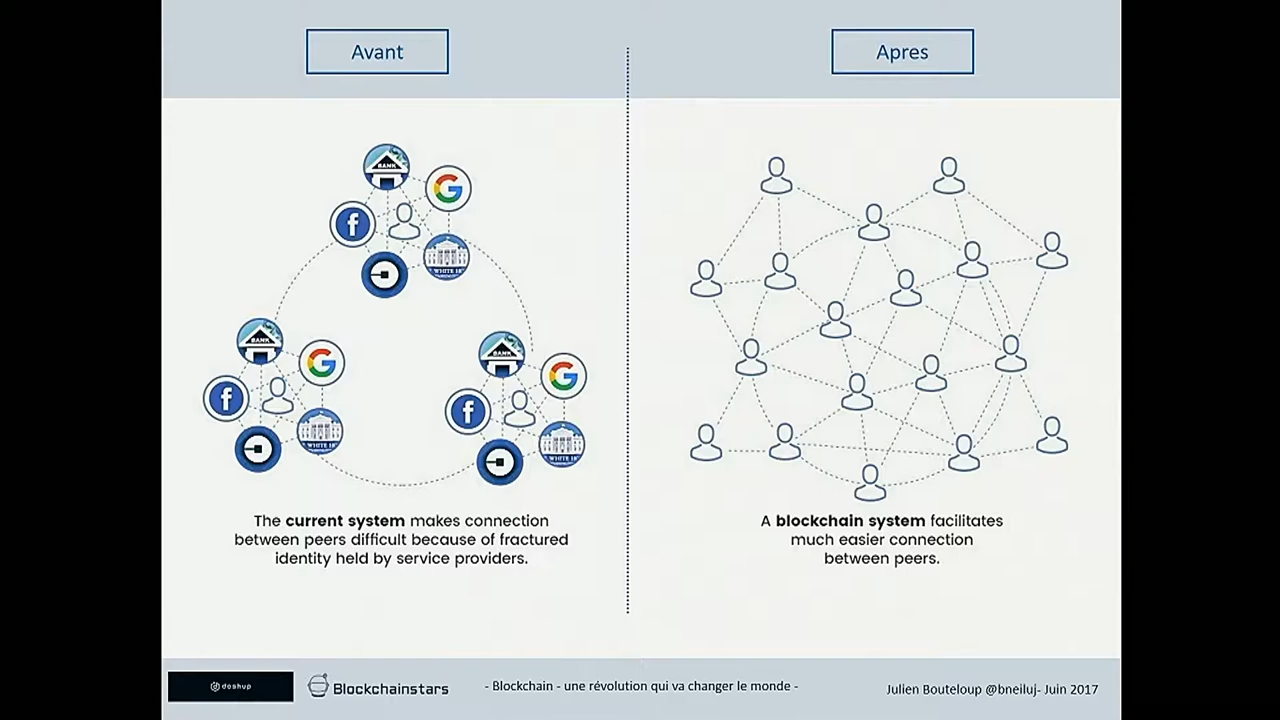 Avant
Apres
BANK
BANK
BANK
The current system makes connection
between peers difficult because of fractured
identity held by service providers.
A blockchain system facilitates
much easier connection
between peers.
doshup
Blockchainstars
- Blockchain - une révolution qui va changer le monde -
Julien Bouteloup @bneiluj- Juin 2017